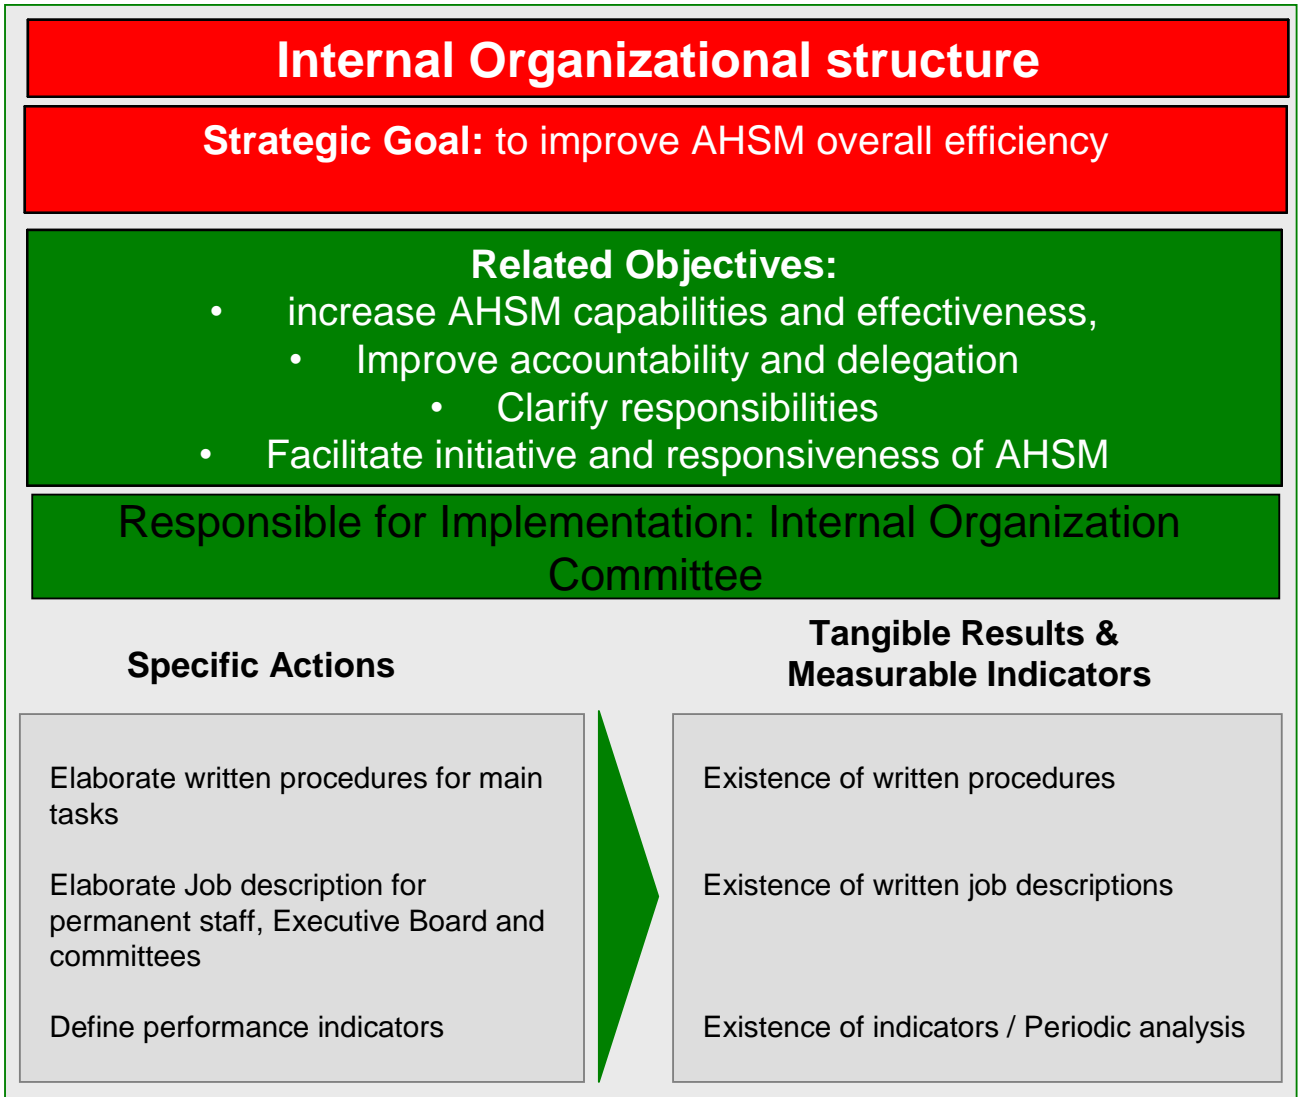 Internal Organizational structure
Strategic Goal: to improve AHSM overall efficiency
Related Objectives:
• increase AHSM capabilities and effectiveness,
• Improve accountability and delegation
• Clarify responsibilities
• Facilitate initiative and responsiveness of AHSM
Responsible for Implementation: Internal Organization
Committee
Specific Actions
Tangible Results &
Measurable Indicators
Elaborate written procedures for main
tasks
Elaborate Job description for
permanent staff, Executive Board and
committees
Define performance indicators
Existence of written procedures
Existence of written job descriptions
Existence of indicators / Periodic analysis